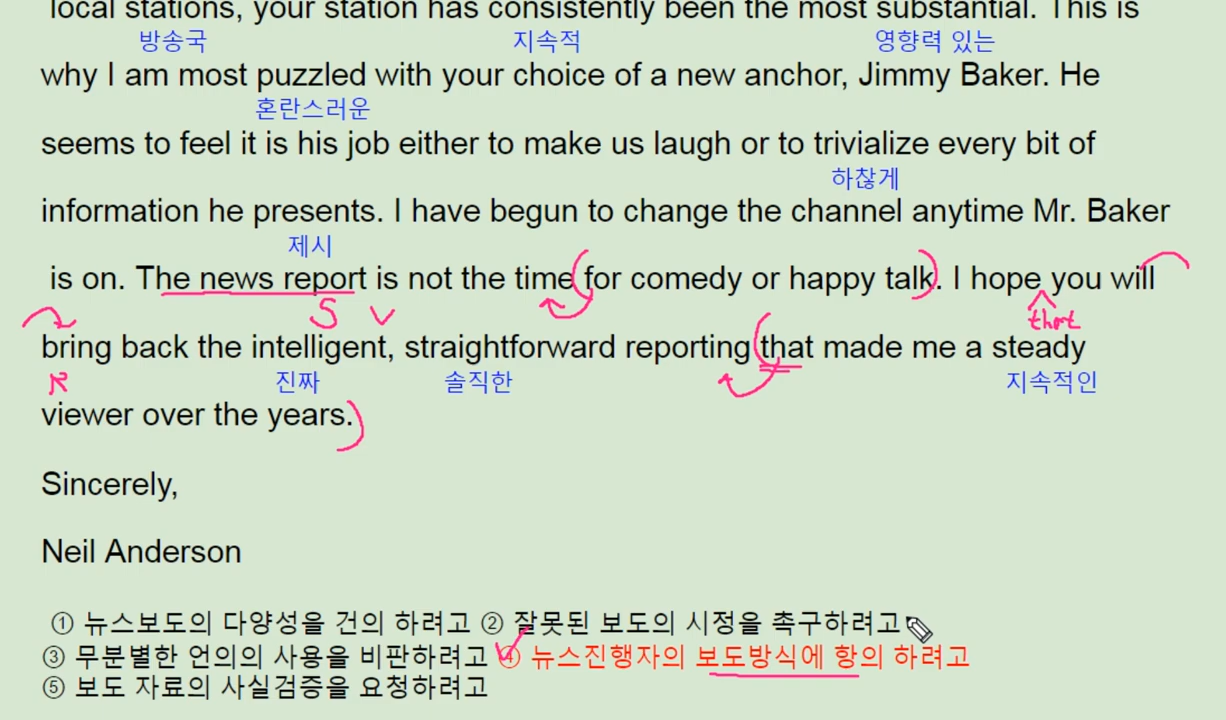 local stations, your station has consistently been the most substantial. This is
방송국 지속적 영향력 있는
why I am most puzzled with your choice of a new anchor, Jimmy Baker. He
혼란스러운
seems to feel it is his job either to make us laugh or to trivialize every bit of
하찮게
information he presents. I have begun to change the channel anytime Mr. Baker
제시
is on. The news report is not the time for comedy or happy talk. I hope you will
S V that
bring back the intelligent, straightforward reporting that made me a steady
진짜 솔직한 지속적인
viewer over the years.
Sincerely,
Neil Anderson
① 뉴스보도의 다양성을 건의 하려고 ② 잘못된 보도의 시정을 촉구하려고
③ 무분별한 언의의 사용을 비판하려고 ④ 뉴스진행자의 보도방식에 항의 하려고
⑤ 보도 자료의 사실검증을 요청하려고